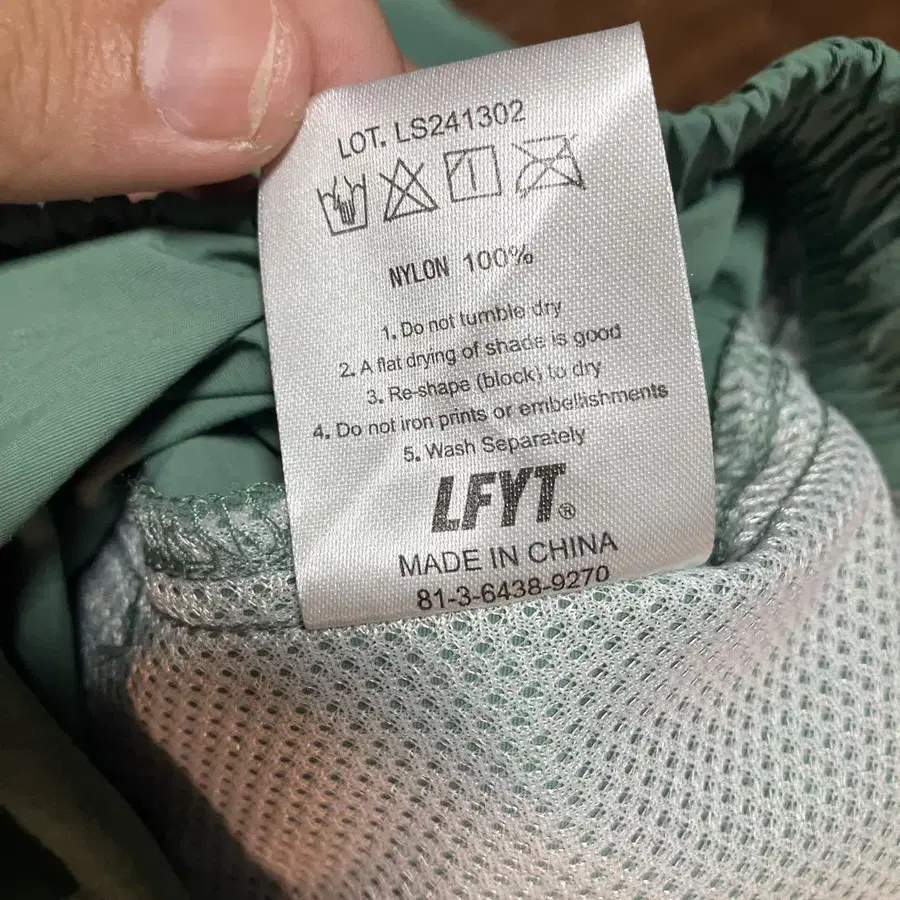 LOT. LS241302
NYLON 100%
1. Do not tumble dry
2. A flat drying of shade is good
3. Re-shape (block) to dry
4. Do not iron prints or embellishments
5. Wash Separately
LFYT®
MADE IN CHINA
81-3-6438-9270